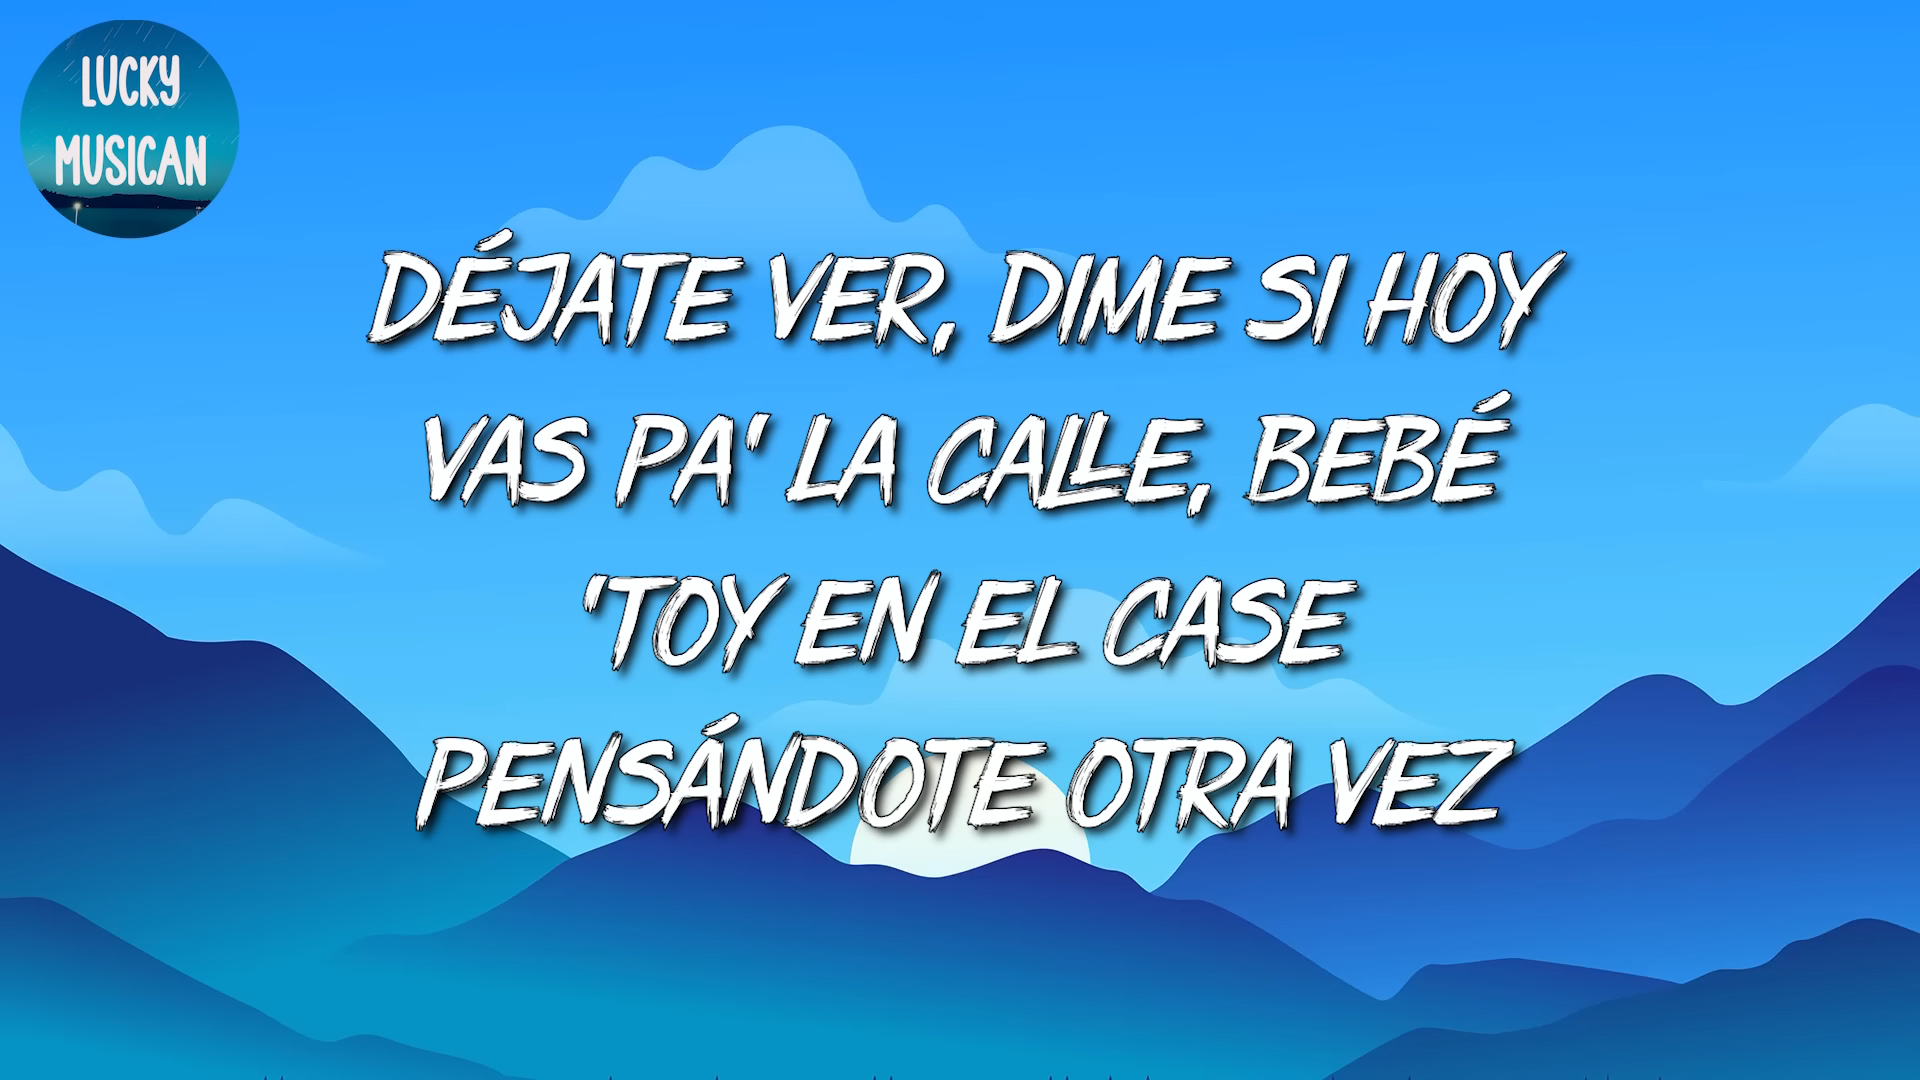 LUCKY
MUSICAN
DÉJATE VER, DIME SI HOY
VAS PA' LA CALLE, BEBÉ
'TOY EN EL CASE
PENSÁNDOTE OTRA VEZ